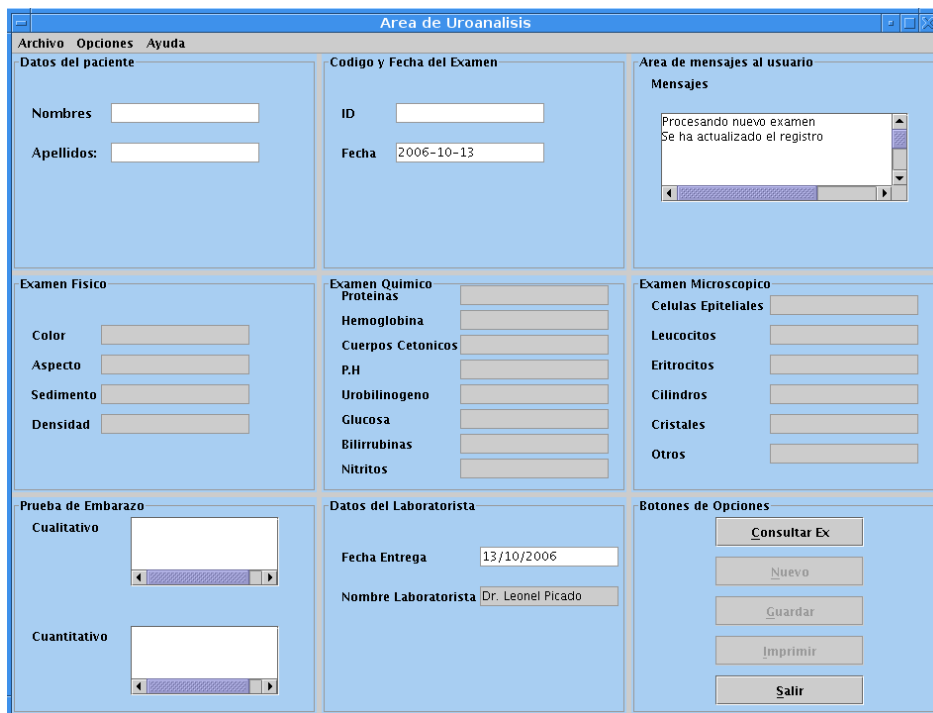 Area de Uroanalisis
Archivo Opciones Ayuda
Datos del paciente
Nombres
Apellidos:
Codigo y Fecha del Examen
ID
Fecha 2006-10-13
Area de mensajes al usuario
Mensajes
Procesando nuevo examen
Se ha actualizado el registro
Examen Fisico
Color
Aspecto
Sedimento
Densidad
Examen Quimico
Proteinas
Hemoglobina
Cuerpos Cetonicos
P.H
Urobilinogeno
Glucosa
Bilirrubinas
Nitritos
Examen Microscopico
Celulas Epiteliales
Leucocitos
Eritrocitos
Cilindros
Cristales
Otros
Prueba de Embarazo
Cualitativo
Cuantitativo
Datos del Laboratorista
Fecha Entrega 13/10/2006
Nombre Laboratorista Dr. Leonel Picado
Botones de Opciones
Consultar Ex
Nuevo
Guardar
Imprimir
Salir